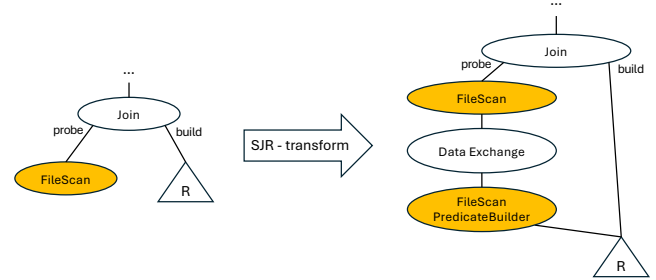 ...
Join
probe
build
FileScan
R
SJR - transform
...
Join
probe
build
FileScan
Data Exchange
FileScan
PredicateBuilder
R